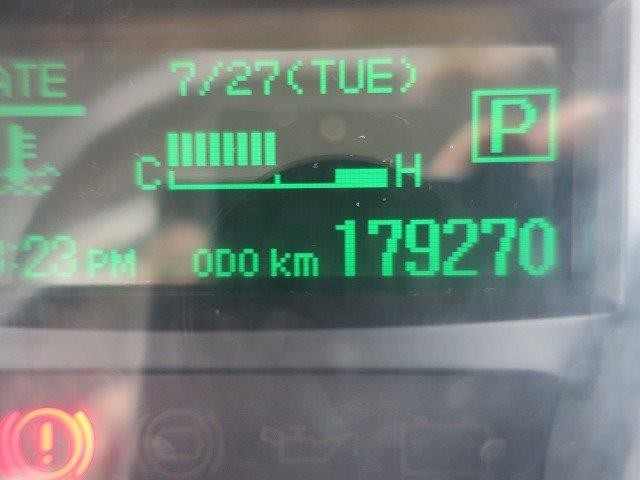 ATE
7/27(TUE)
P
C H
:23 PM
ODO km 179270